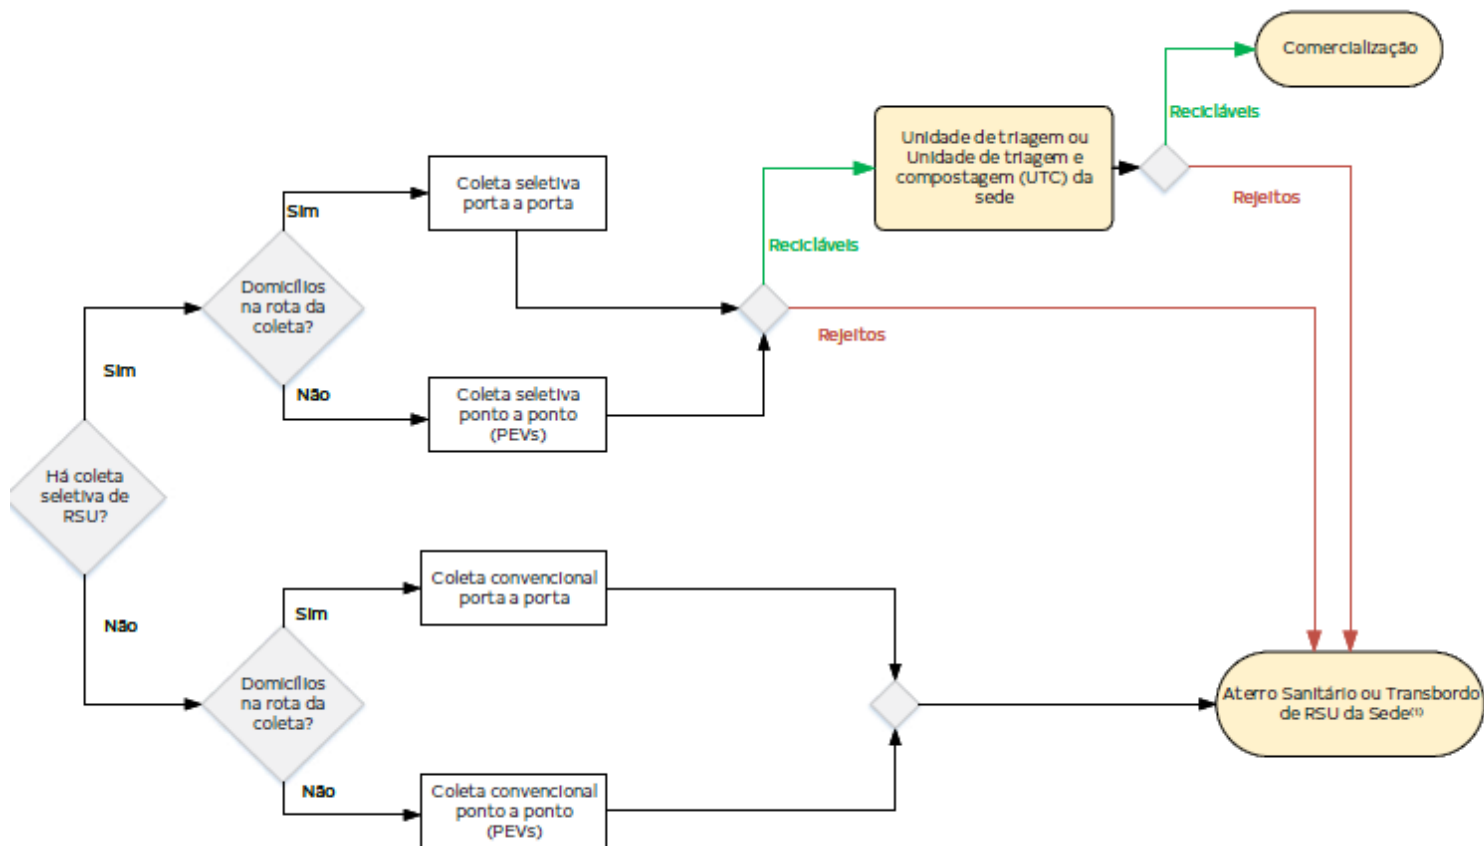 Comercialização
Recicláveis
Unidade de triagem ou
Unidade de triagem e
compostagem (UTC) da
sede
Rejeitos
Coleta seletiva
porta a porta
Sim
Recicláveis
Domicílios
na rota da
coleta?
Rejeitos
Sim
Não
Coleta seletiva
ponto a ponto
(PEVs)
Há coleta
seletiva de
RSU?
Coleta convencional
porta a porta
Sim
Não
Domicílios
na rota da
coleta?
Aterro Sanitário ou Transbordo
de RSU da Sede⁽¹⁾
Não
Coleta convencional
ponto a ponto
(PEVs)